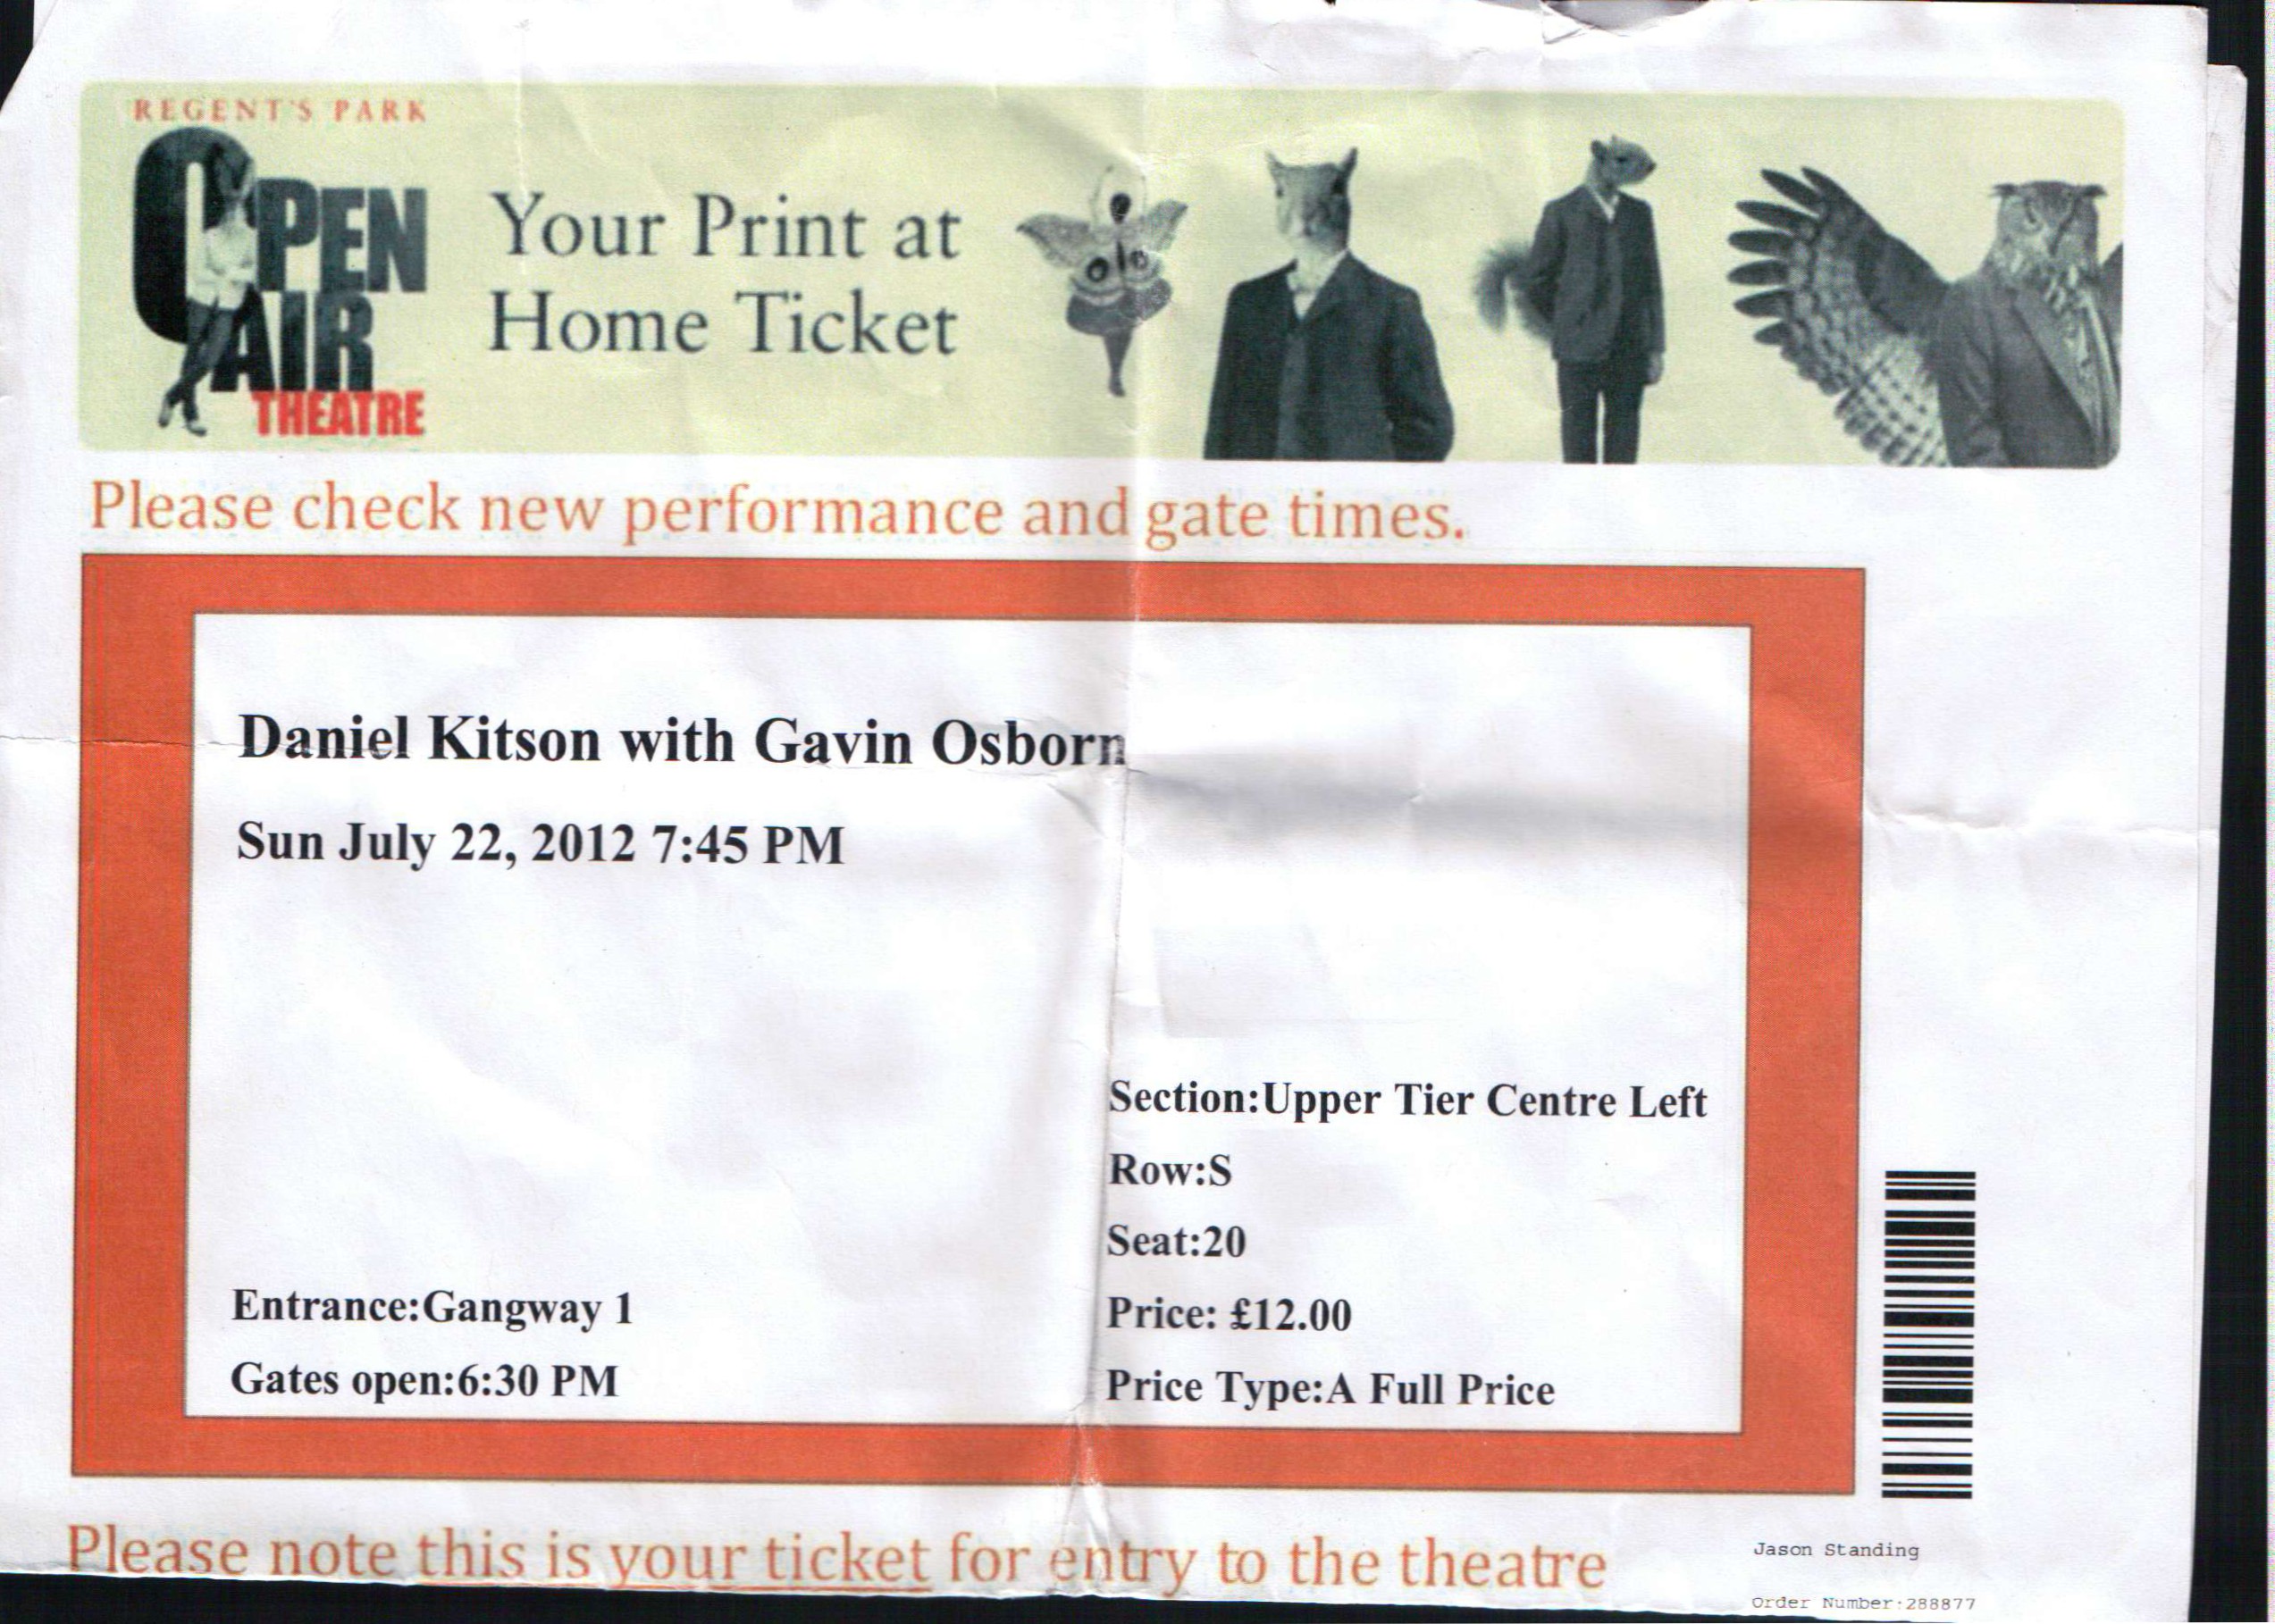 REGENT'S PARK
OPEN
AIR
THEATRE
Your Print at
Home Ticket
Please check new performance and gate times.
Daniel Kitson with Gavin Osborn
Sun July 22, 2012 7:45 PM
Section:Upper Tier Centre Left
Row:S
Seat:20
Entrance:Gangway 1
Price: £12.00
Gates open:6:30 PM
Price Type:A Full Price
Please note this is your ticket for entry to the theatre
Jason Standing
Order Number:288877